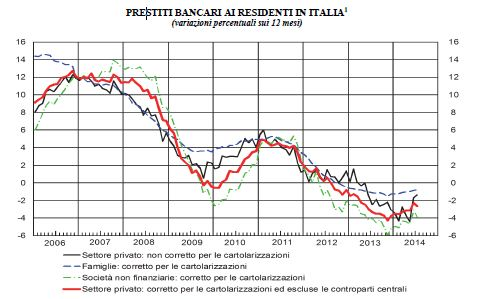 PRESTITI BANCARI AI RESIDENTI IN ITALIA1
(variazioni percentuali sui 12 mesi)
16 16
14 14
12 12
10 10
8 8
6 6
4 4
2 2
0 0
-2 -2
-4 -4
-6 -6
2006 2007 2008 2009 2010 2011 2012 2013 2014
Settore privato: non corretto per le cartolarizzazioni
Famiglie: corretto per le cartolarizzazioni
Società non finanziarie: corretto per le cartolarizzazioni
Settore privato: corretto per le cartolarizzazioni ed escluse le controparti centrali